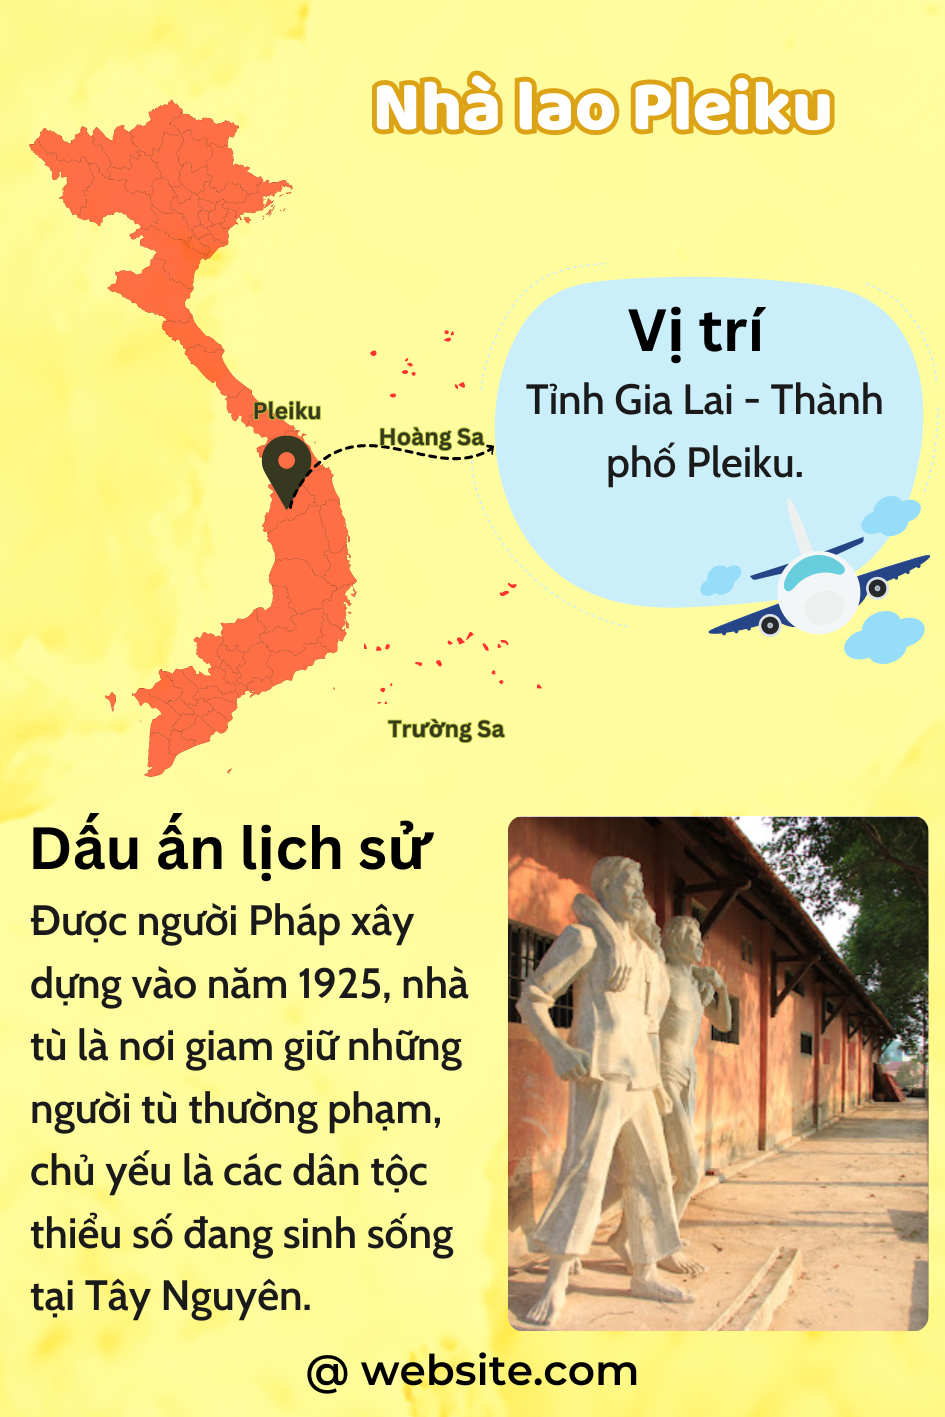 Nhà lao Pleiku
Vị trí
Tỉnh Gia Lai - Thành
phố Pleiku.
Pleiku
Hoàng Sa
Trường Sa
Dấu ấn lịch sử
Được người Pháp xây
dựng vào năm 1925, nhà
tù là nơi giam giữ những
người tù thường phạm,
chủ yếu là các dân tộc
thiểu số đang sinh sống
tại Tây Nguyên.
@ website.com